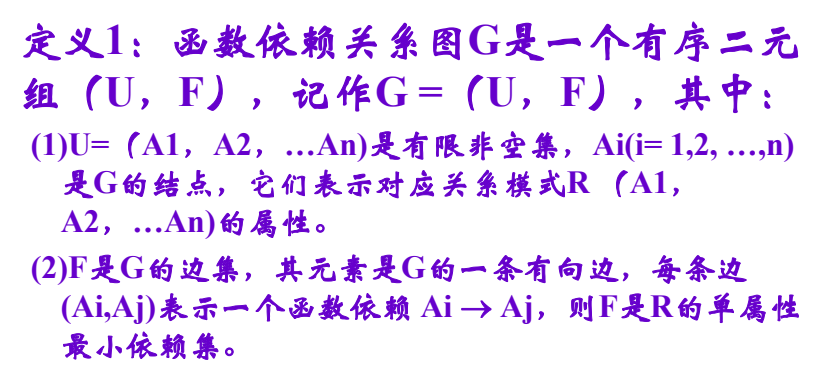 定义1：函数依赖关系图G是一个有序二元
组（U，F），记作G =（U，F），其中：
(1)U=（A1，A2，…An)是有限非空集，Ai(i= 1,2, …,n)
是G的结点，它们表示对应关系模式R （A1，
A2，…An)的属性。
(2)F是G的边集，其元素是G的一条有向边，每条边
(Ai,Aj)表示一个函数依赖 Ai → Aj，则F是R的单属性
最小依赖集。